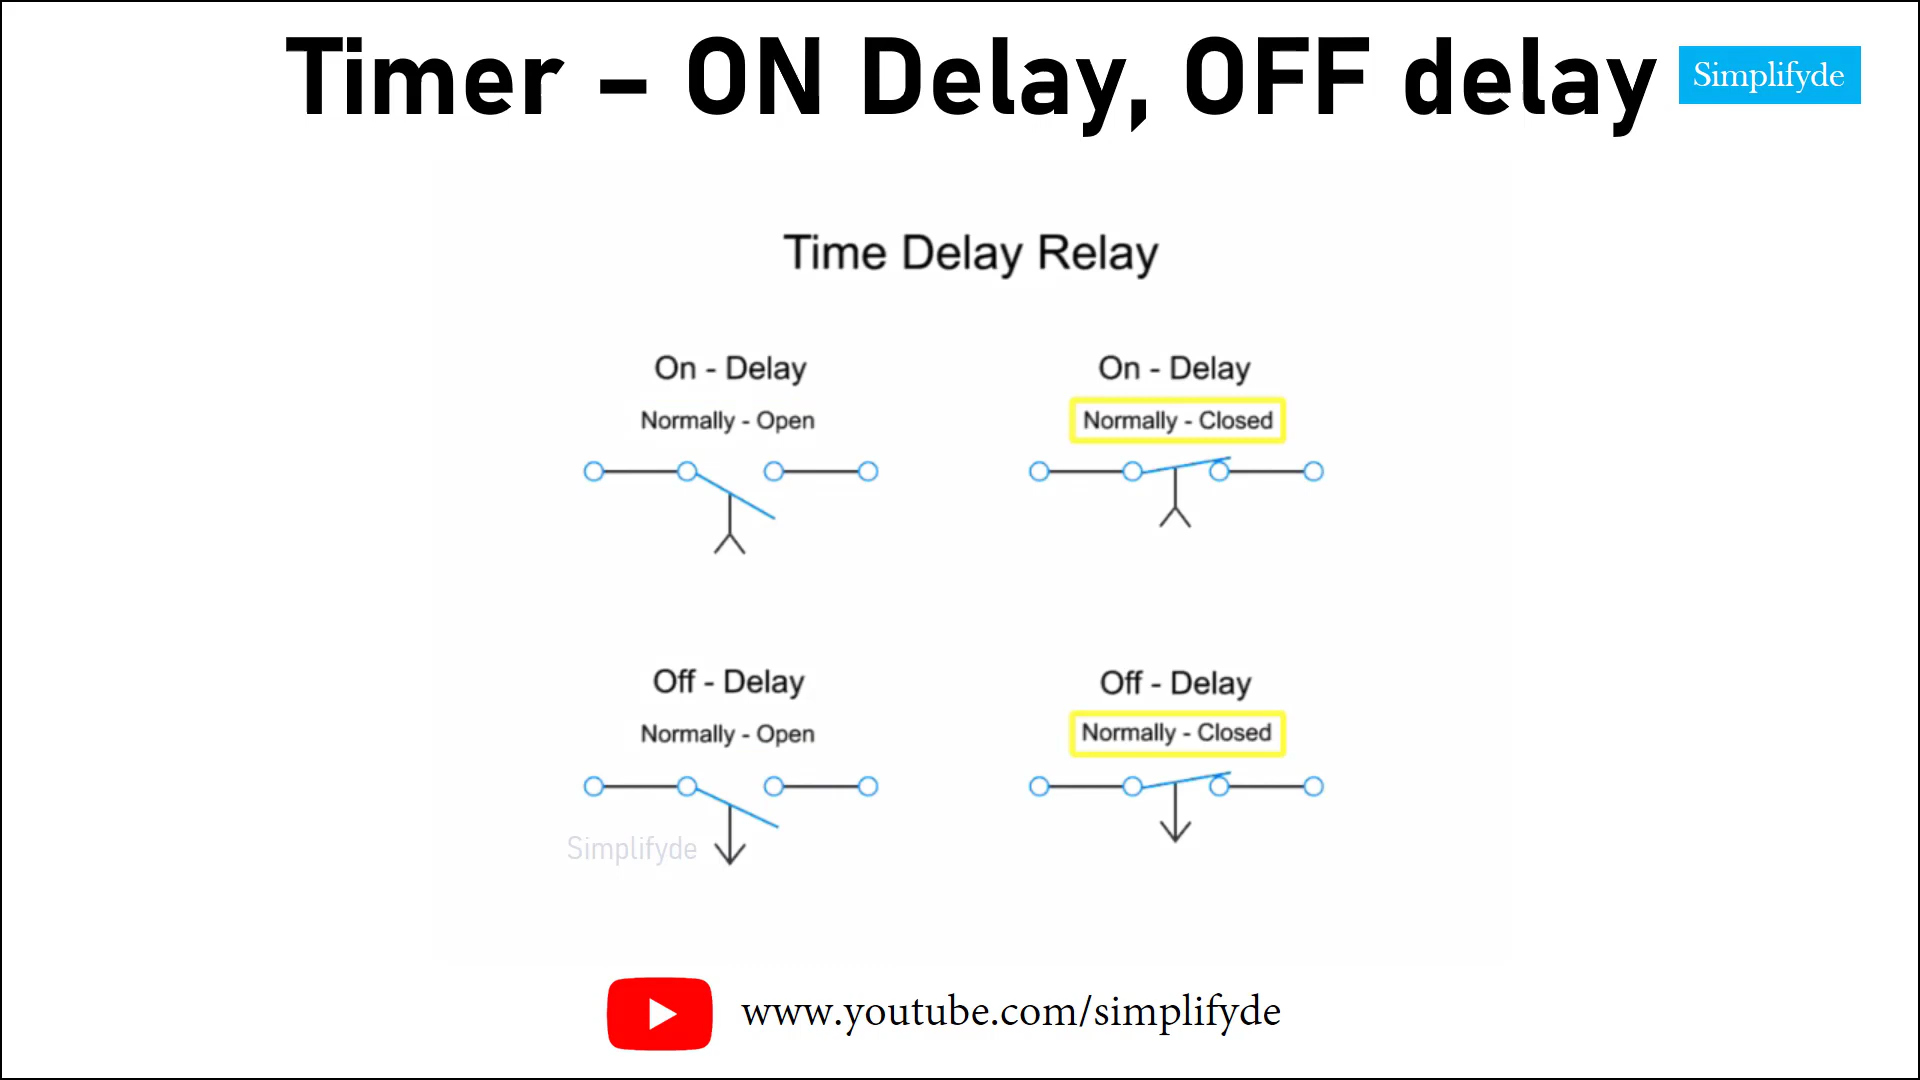 Timer – ON Delay, OFF delay
Simplifyde
Time Delay Relay
On - Delay
Normally - Open
On - Delay
Normally - Closed
Off - Delay
Normally - Open
Off - Delay
Normally - Closed
Simplifyde
www.youtube.com/simplifyde